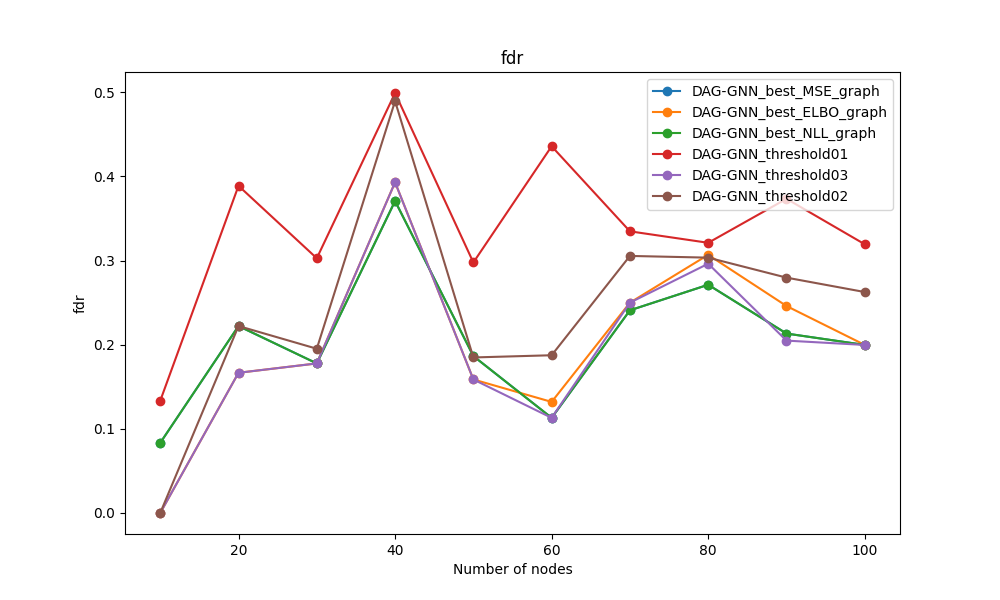 fdr
0.5
0.4
0.3
0.2
0.1
0.0
fdr
20
40
60
80
100
Number of nodes
DAG-GNN_best_MSE_graph
DAG-GNN_best_ELBO_graph
DAG-GNN_best_NLL_graph
DAG-GNN_threshold01
DAG-GNN_threshold03
DAG-GNN_threshold02